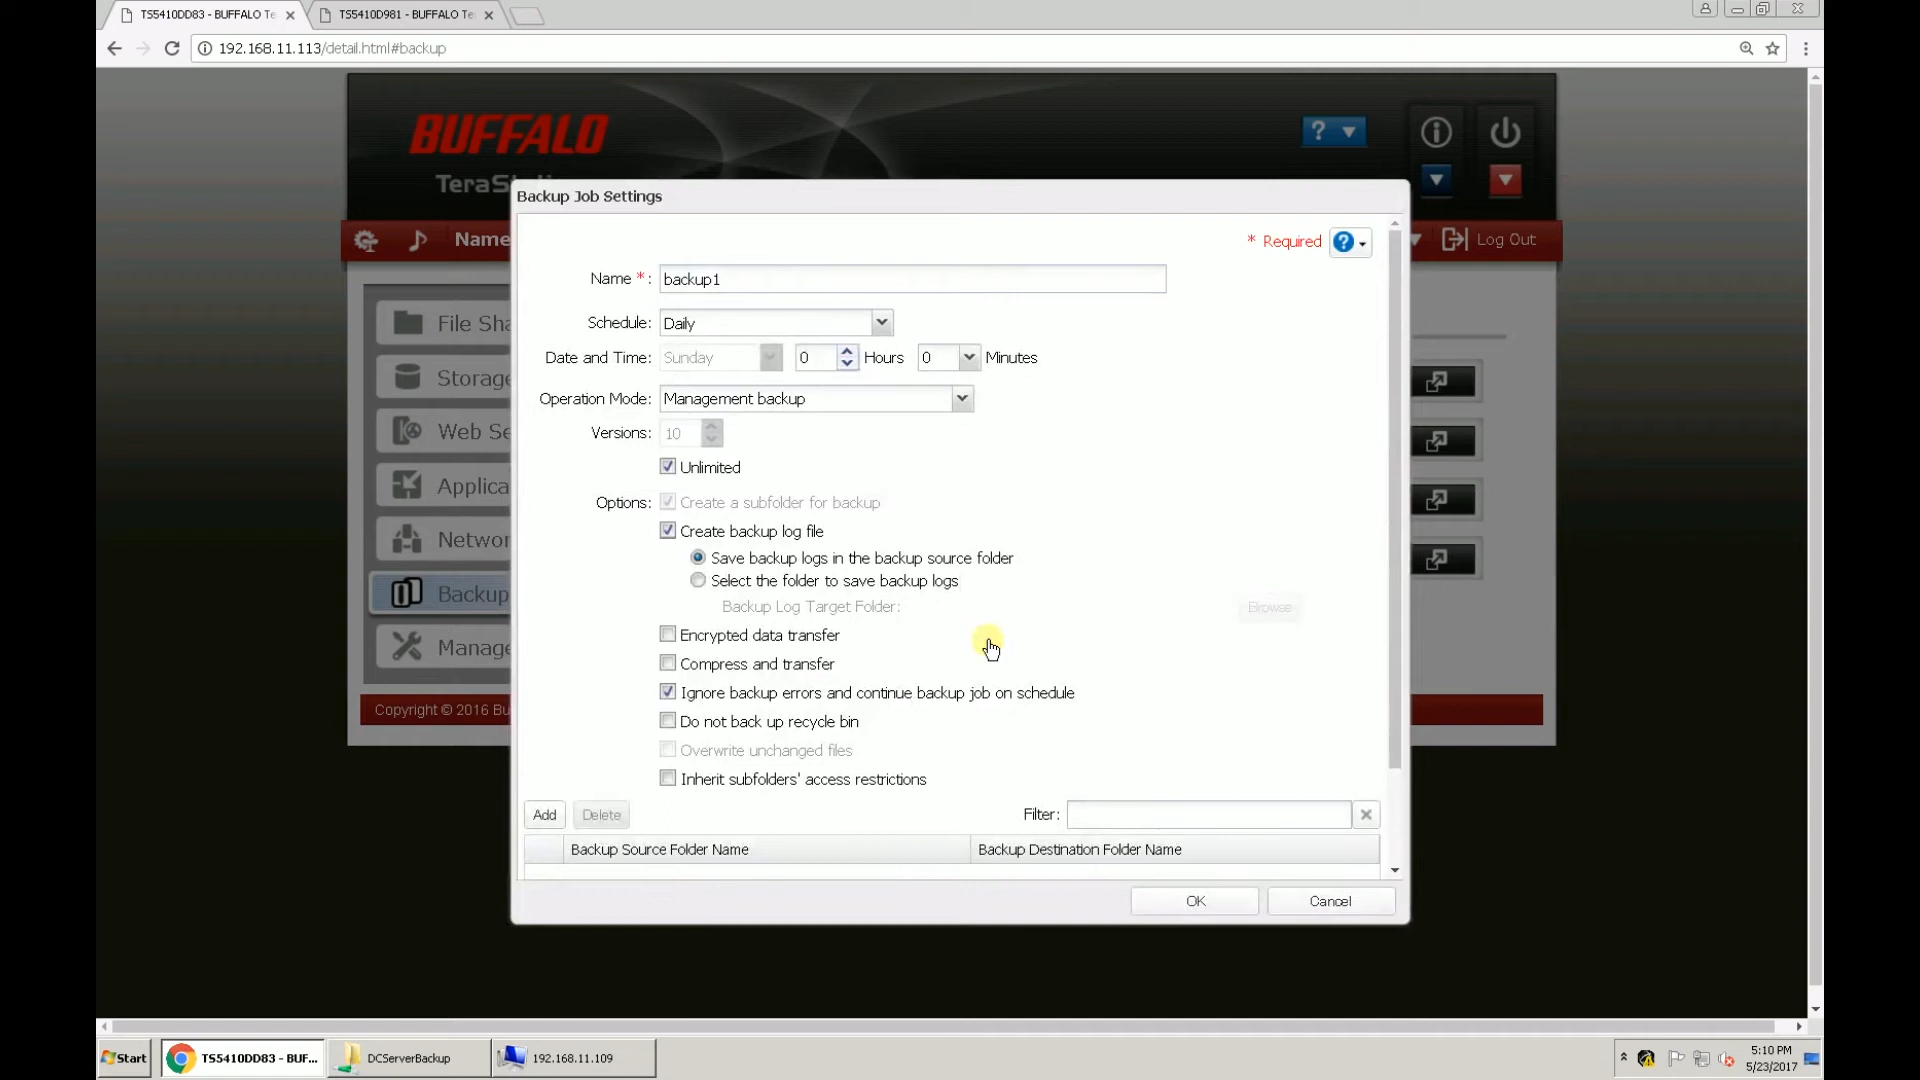 TS5410DD83 - BUFFALO Te
TS5410D981 - BUFFALO Te
192.168.11.113/detail.html#backup
BUFFALO
TeraSt
? 
Name
Log Out
File Sha
Storage
Web Se
Applica
Networ
Backup
Manage
Copyright © 2016 Bu
Backup Job Settings
* Required
Name *: backup1
Schedule: Daily
Date and Time: Sunday 0 Hours 0 Minutes
Operation Mode: Management backup
Versions: 10
Unlimited
Options: Create a subfolder for backup
Create backup log file
Save backup logs in the backup source folder
Select the folder to save backup logs
Backup Log Target Folder: Browse
Encrypted data transfer
Compress and transfer
Ignore backup errors and continue backup job on schedule
Do not back up recycle bin
Overwrite unchanged files
Inherit subfolders' access restrictions
Add Delete Filter:
Backup Source Folder Name Backup Destination Folder Name
OK Cancel
Start TS5410DD83 - BUF... DCServerBackup 192.168.11.109
5:10 PM
5/23/2017